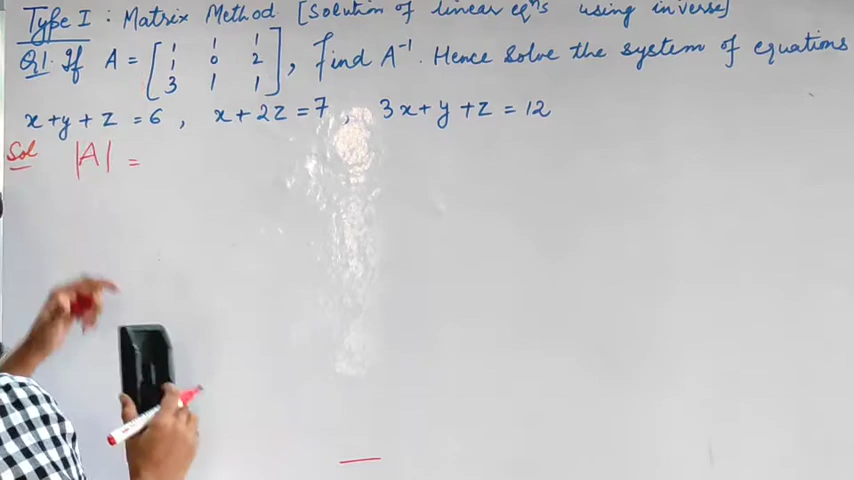 Type I : Matrix Method [Solution of linear eqⁿs using inverse]
Q1. If A = [1 1 1; 1 0 2; 3 1 1], find A⁻¹. Hence solve the system of equations
x+y+z = 6, x+2z = 7, 3x+y+z = 12
Sol |A| =